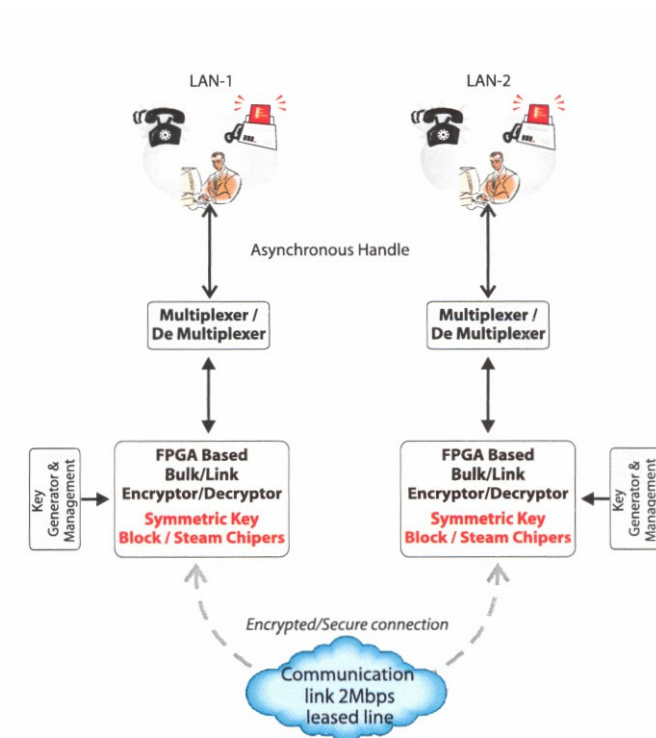 LAN-1
LAN-2
Asynchronous Handle
Multiplexer /
De Multiplexer
Multiplexer /
De Multiplexer
Key
Generator &
Management
FPGA Based
Bulk/Link
Encryptor/Decryptor
Symmetric Key
Block / Steam Chipers
FPGA Based
Bulk/Link
Encryptor/Decryptor
Symmetric Key
Block / Steam Chipers
Key
Generator &
Management
Encrypted/Secure connection
Communication
link 2Mbps
leased line